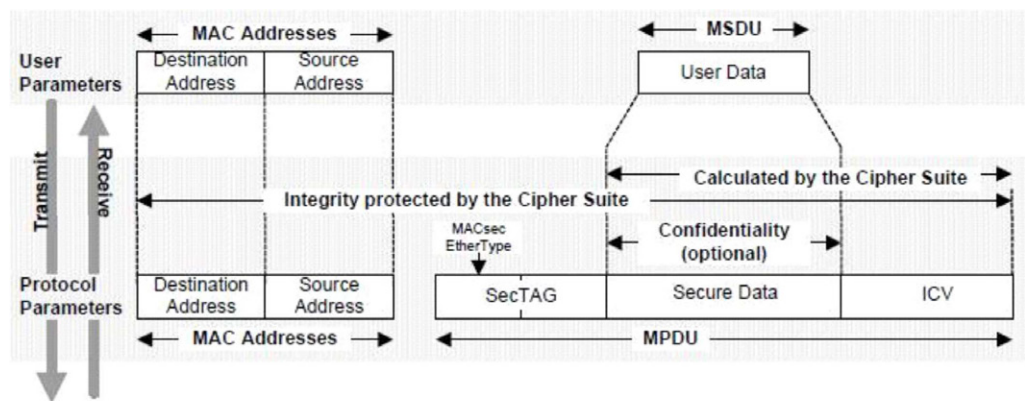 MAC Addresses
MSDU
User
Parameters
Destination
Address
Source
Address
User Data
Transmit
Receive
Calculated by the Cipher Suite
Integrity protected by the Cipher Suite
MACsec
EtherType
Confidentiality
(optional)
Protocol
Parameters
Destination
Address
Source
Address
SecTAG
Secure Data
ICV
MAC Addresses
MPDU